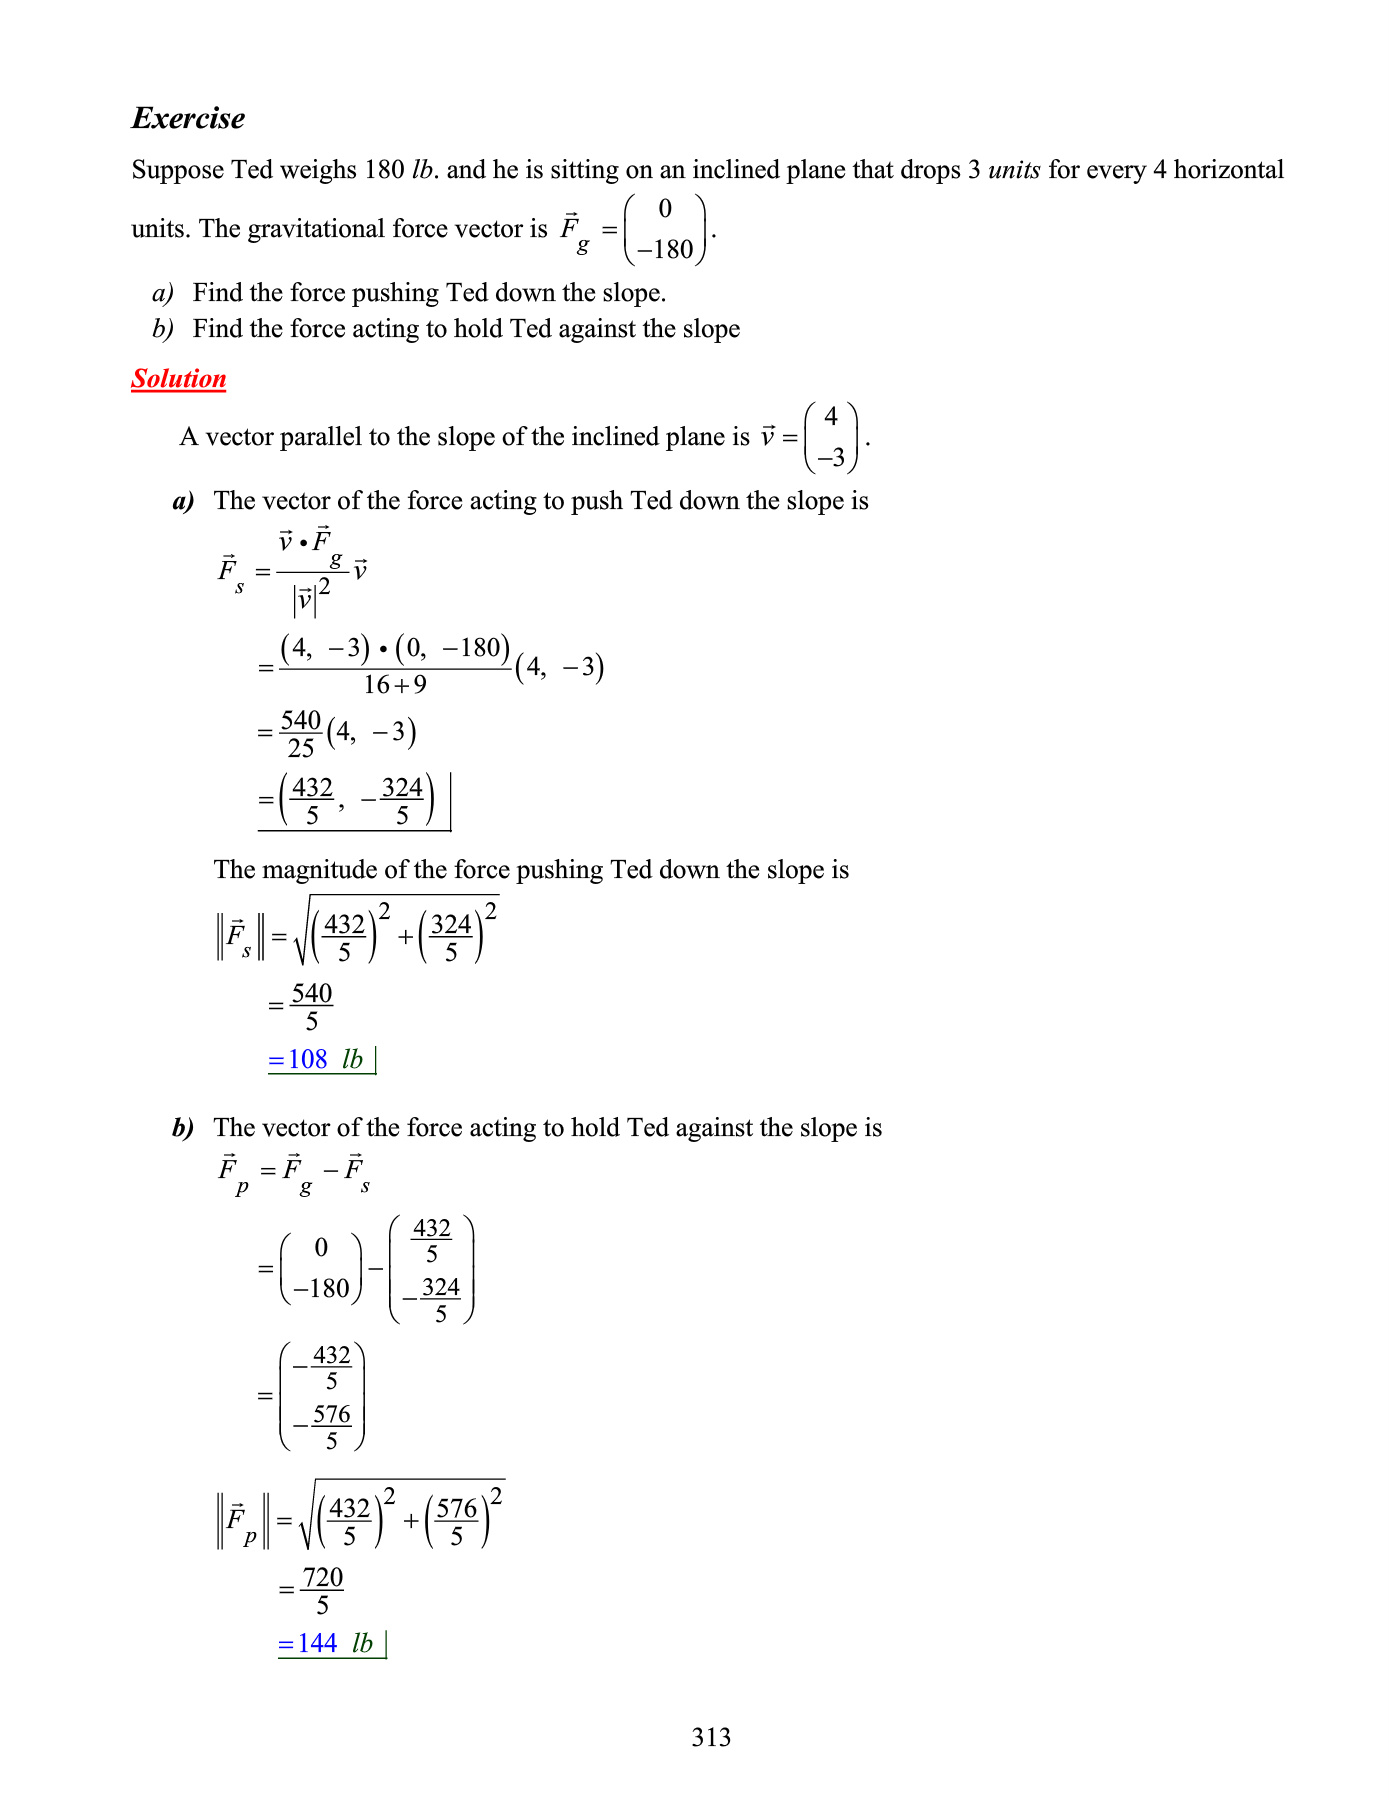 Exercise
Suppose Ted weighs 180 lb. and he is sitting on an inclined plane that drops 3 units for every 4 horizontal
units. The gravitational force vector is $\vec{F}_g = \begin{pmatrix} 0 \\ -180 \end{pmatrix}$.
a) Find the force pushing Ted down the slope.
b) Find the force acting to hold Ted against the slope
Solution
A vector parallel to the slope of the inclined plane is $\vec{v} = \begin{pmatrix} 4 \\ -3 \end{pmatrix}$.
a) The vector of the force acting to push Ted down the slope is
$\vec{F}_s = \frac{\vec{v} \bullet \vec{F}_g}{|\vec{v}|^2} \vec{v}$
$= \frac{(4, -3) \bullet (0, -180)}{16+9} (4, -3)$
$= \frac{540}{25} (4, -3)$
$= \left( \frac{432}{5}, -\frac{324}{5} \right)$
The magnitude of the force pushing Ted down the slope is
$\|\vec{F}_s\| = \sqrt{\left(\frac{432}{5}\right)^2 + \left(\frac{324}{5}\right)^2}$
$= \frac{540}{5}$
=108 lb
b) The vector of the force acting to hold Ted against the slope is
$\vec{F}_p = \vec{F}_g - \vec{F}_s$
$= \begin{pmatrix} 0 \\ -180 \end{pmatrix} - \begin{pmatrix} \frac{432}{5} \\ -\frac{324}{5} \end{pmatrix}$
$= \begin{pmatrix} -\frac{432}{5} \\ -\frac{576}{5} \end{pmatrix}$
$\|\vec{F}_p\| = \sqrt{\left(\frac{432}{5}\right)^2 + \left(\frac{576}{5}\right)^2}$
$= \frac{720}{5}$
=144 lb
313